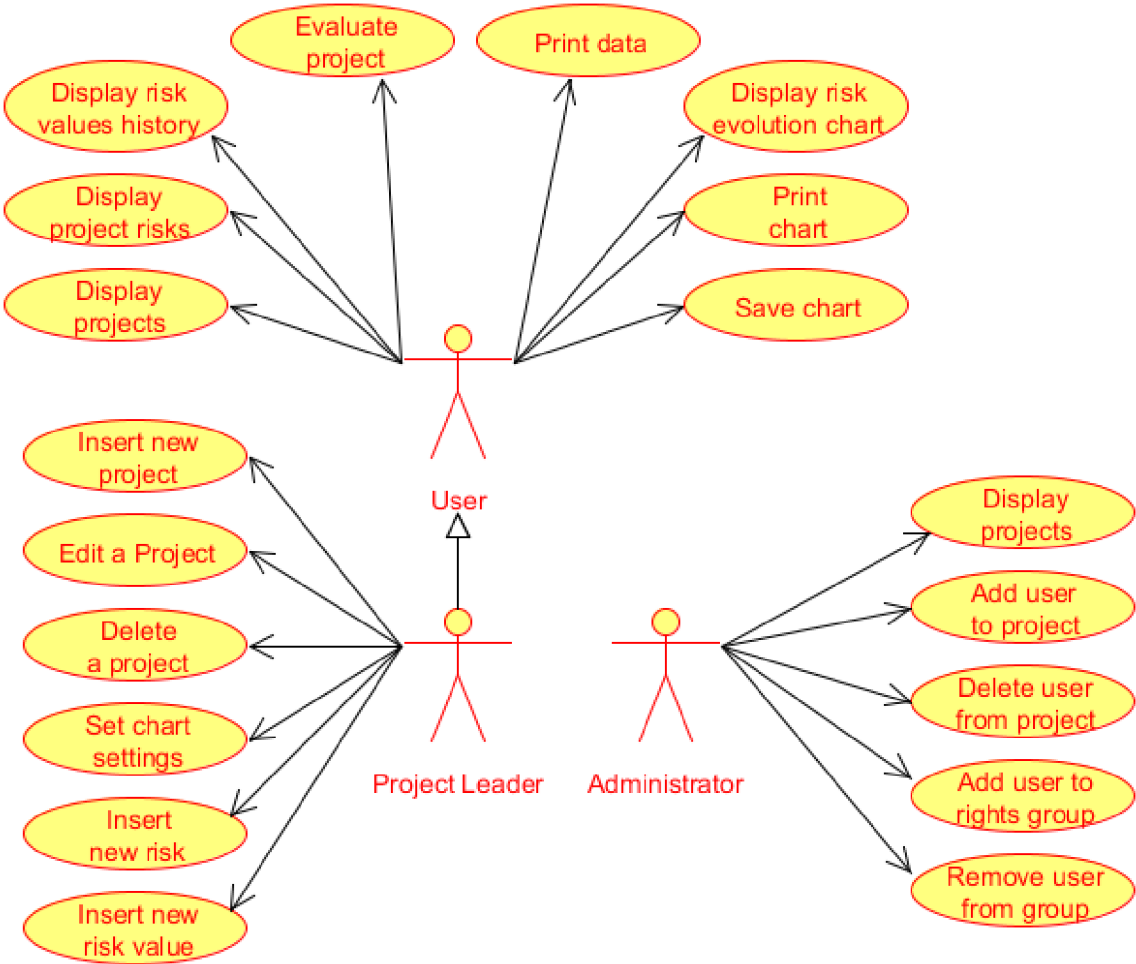 Evaluate
project
Print data
Display risk
values history
Display risk
evolution chart
Display
project risks
Print
chart
Display
projects
Save chart
User
Insert new
project
Edit a Project
Delete
a project
Set chart
settings
Insert
new risk
Insert new
risk value
Project Leader
Administrator
Display
projects
Add user
to project
Delete user
from project
Add user to
rights group
Remove user
from group